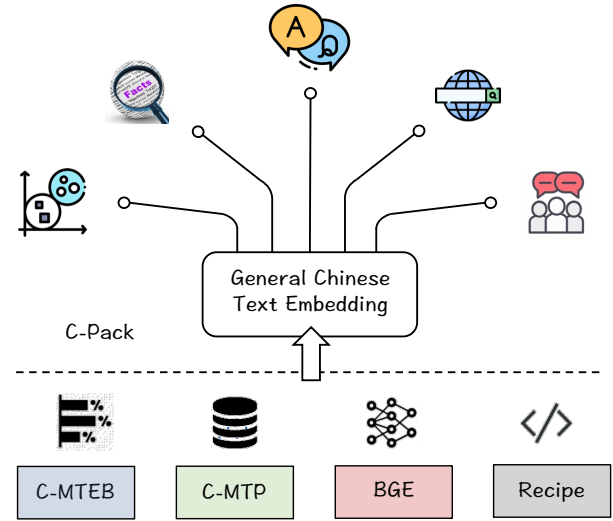 A
Q
Facts
General Chinese
Text Embedding
C-Pack
%
%
%
</>
C-MTEB
C-MTP
BGE
Recipe